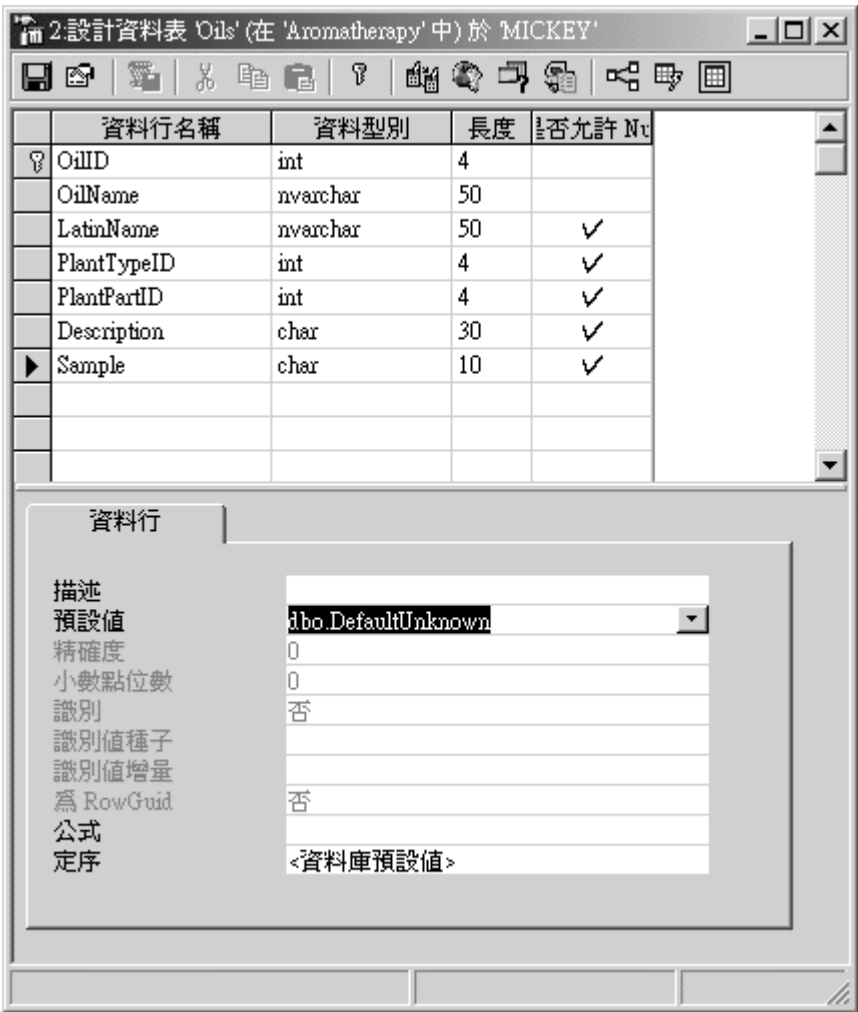 2:設計資料表 'Oils' (在 'Aromatherapy' 中) 於 'MICKEY'
資料行名稱 資料型別 長度 否允許 Nu
OilID int 4
OilName nvarchar 50
LatinName nvarchar 50
PlantTypeID int 4
PlantPartID int 4
Description char 30
Sample char 10
資料行
描述
預設值 dbo.DefaultUnknown
精確度 0
小數點位數 0
識別 否
識別值種子
識別值增量
為 RowGuid 否
公式
定序 <資料庫預設值>